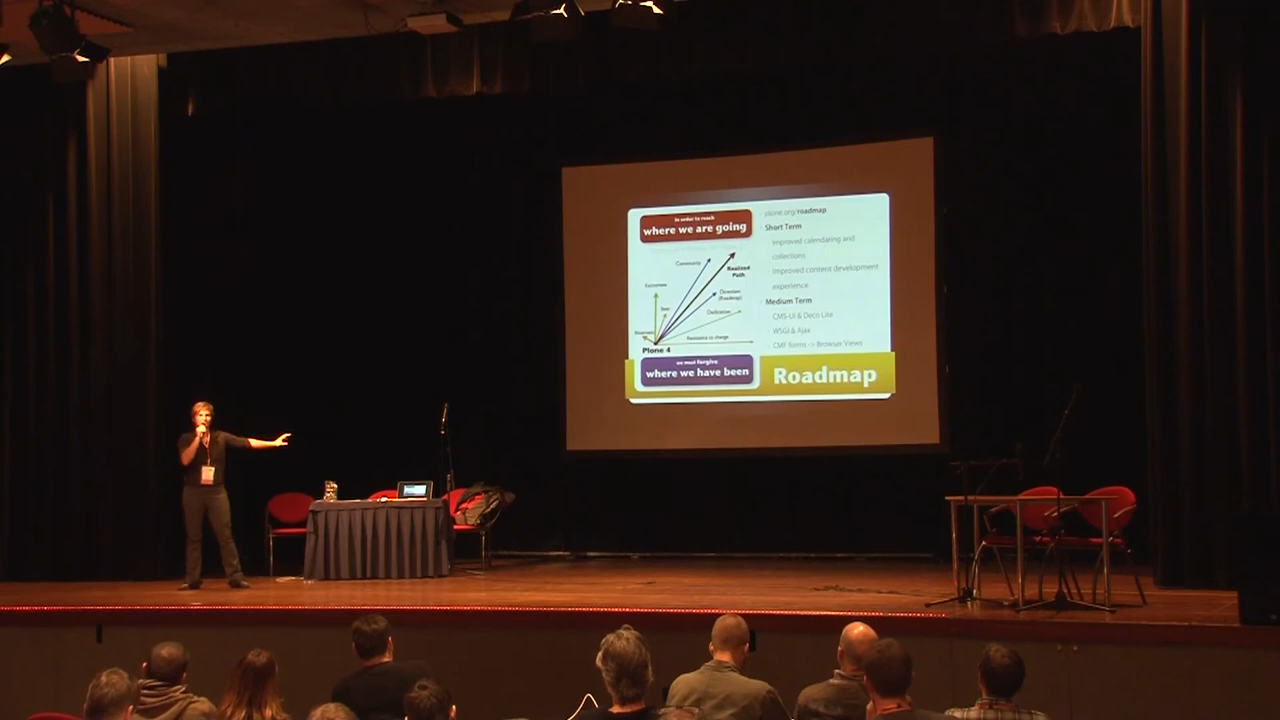 in order to reach
where we are going
Community
Realized
Path
Extremism
Direction
(Roadmap)
Dedication
Resistance to change
Plone 4
we must forgive
where we have been
plone.org/roadmap
Short Term
Improved calendaring and
collections
Improved content development
experience
Medium Term
CMS-UI & Deco Lite
WSGI & Ajax
CMF forms -> Browser Views
Roadmap